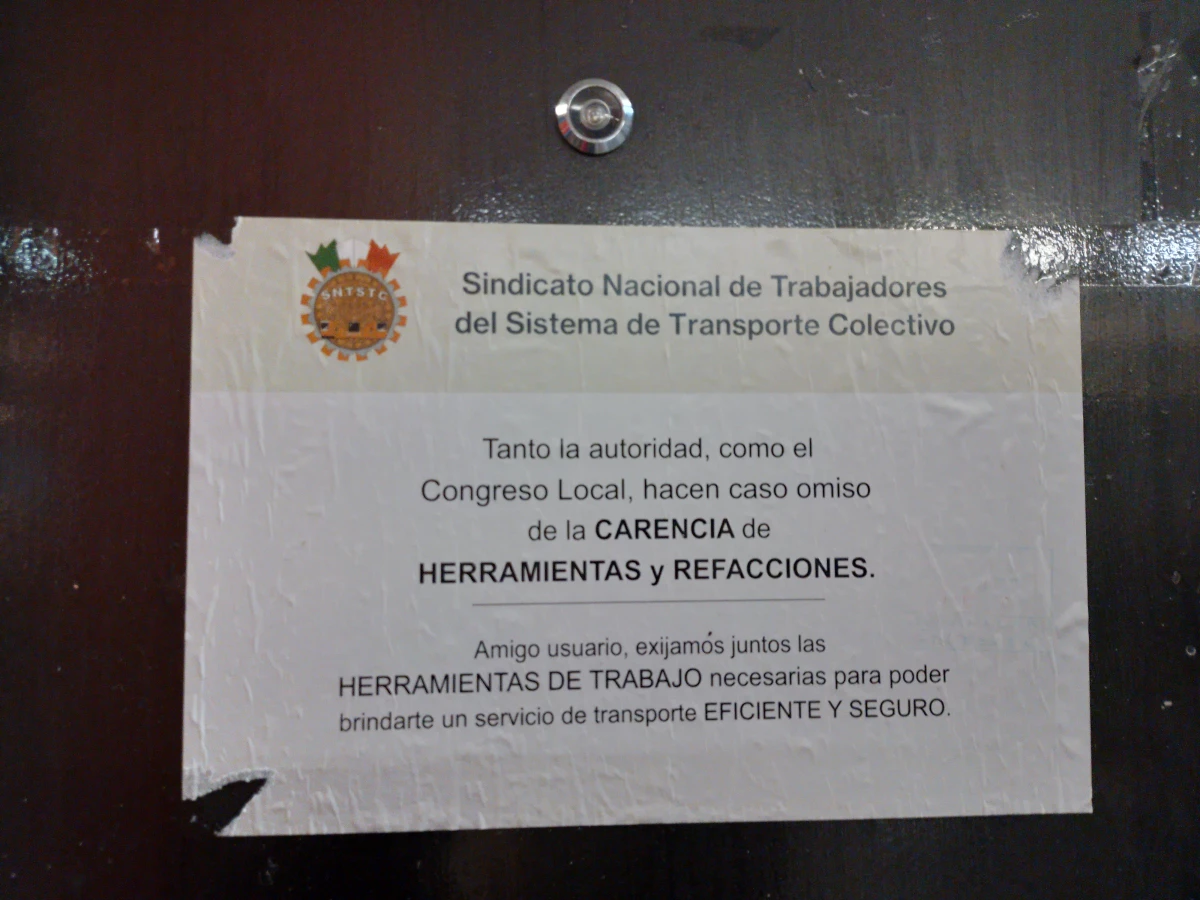 SNTSTC
Sindicato Nacional de Trabajadores
del Sistema de Transporte Colectivo
Tanto la autoridad, como el
Congreso Local, hacen caso omiso
de la CARENCIA de
HERRAMIENTAS y REFACCIONES.
Amigo usuario, exijamós juntos las
HERRAMIENTAS DE TRABAJO necesarias para poder
brindarte un servicio de transporte EFICIENTE Y SEGURO.